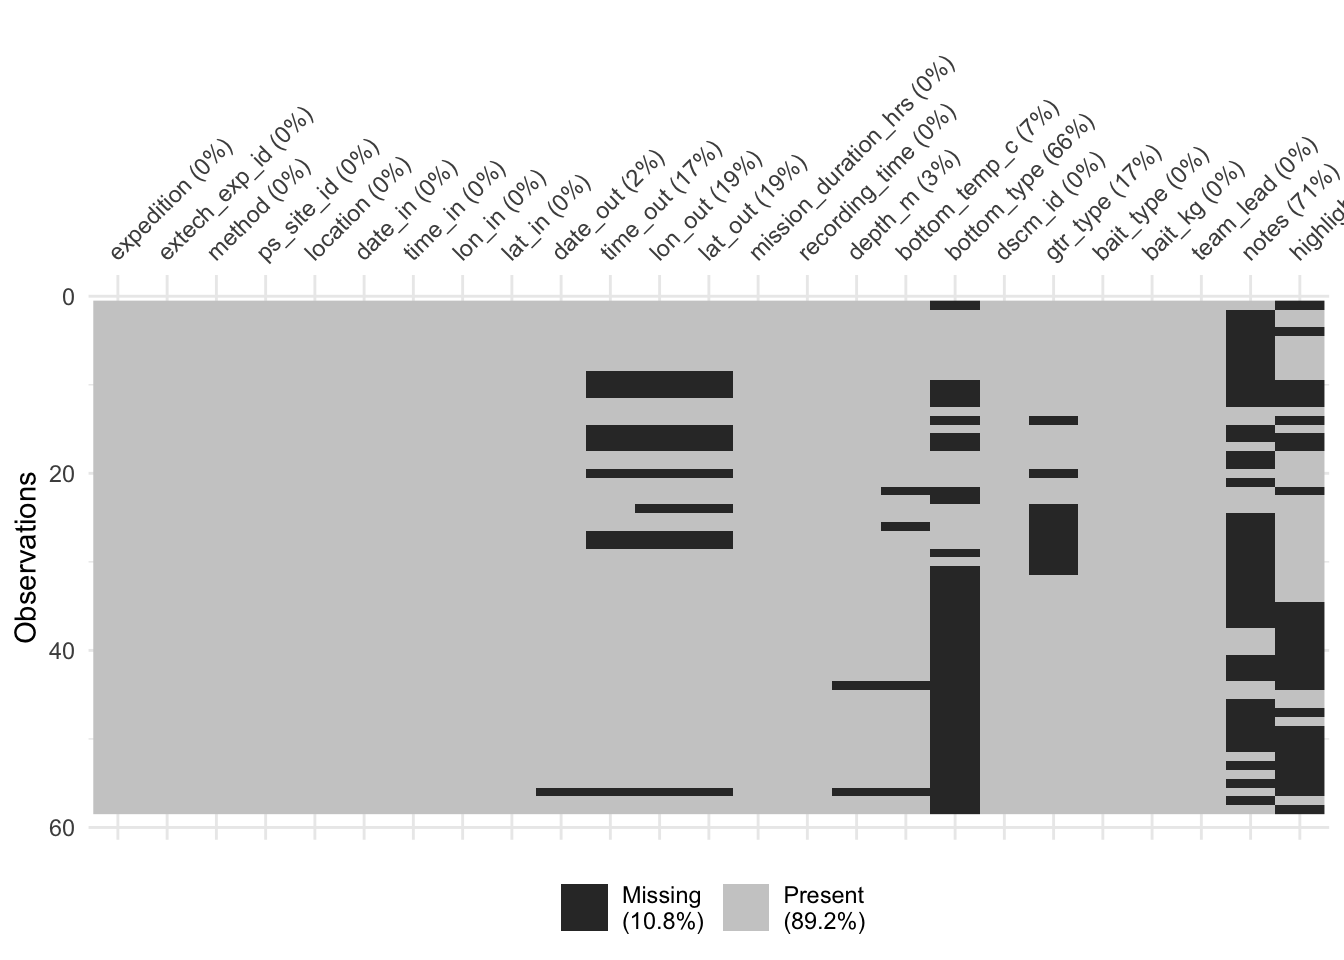 expedition (0%)
extech_exp_id (0%)
method (0%)
ps_site_id (0%)
location (0%)
date_in (0%)
time_in (0%)
lon_in (0%)
lat_in (0%)
date_out (2%)
time_out (17%)
lon_out (19%)
lat_out (19%)
mission_duration_hrs (0%)
recording_time (0%)
depth_m (3%)
bottom_temp_c (7%)
bottom_type (66%)
dscm_id (0%)
gtr_type (17%)
bait_type (0%)
bait_kg (0%)
team_lead (0%)
notes (71%)
highlig
0
20
40
60
Observations
Missing
(10.8%)
Present
(89.2%)